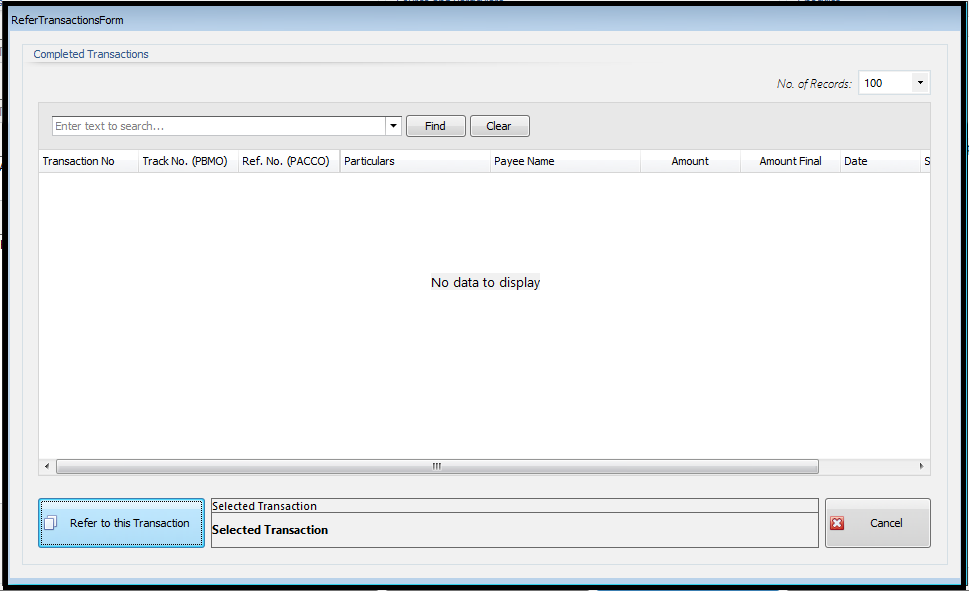 ReferTransactionsForm
Completed Transactions
No. of Records: 100
Enter text to search... Find Clear
Transaction No Track No. (PBMO) Ref. No. (PACCO) Particulars Payee Name Amount Amount Final Date S
No data to display
Refer to this Transaction
Selected Transaction
Selected Transaction
Cancel